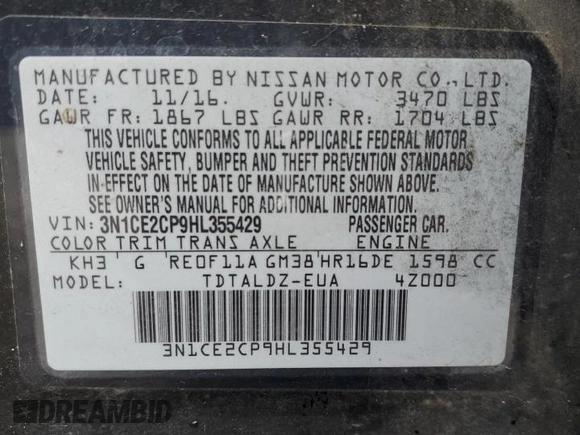 MANUFACTURED BY NISSAN MOTOR CO., LTD.
DATE: 11/16. GVWR: 3470 LBS
GAWR FR: 1867 LBS GAWR RR: 1704 LBS
THIS VEHICLE CONFORMS TO ALL APPLICABLE FEDERAL MOTOR
VEHICLE SAFETY, BUMPER AND THEFT PREVENTION STANDARDS
IN-EFFECT ON THE DATE OF MANUFACTURE SHOWN ABOVE.
SEE OWNER'S MANUAL FOR ADDITIONAL INFORMATION.
VIN: 3N1CE2CP9HL355429 PASSENGER CAR.
COLOR TRIM TRANS AXLE ENGINE
KH3 G RE0F11A GM38 HR16DE 1598 CC
MODEL: TDTALDZ-EUA 4Z000
3N1CE2CP9HL355429
DREAMBID